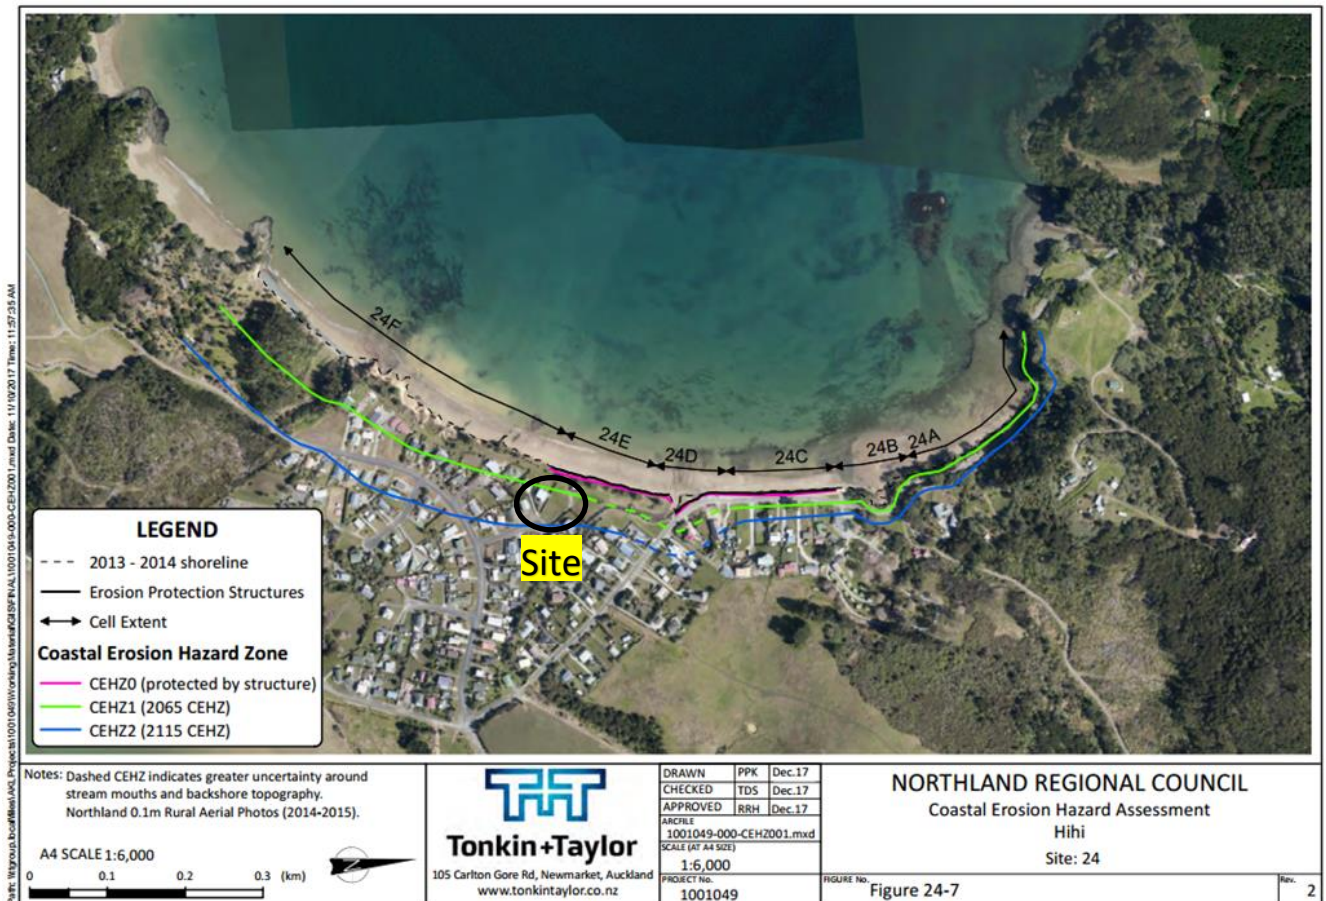 24F
24E
24D
24C
24B
24A
Site
LEGEND
2013 - 2014 shoreline
Erosion Protection Structures
Cell Extent
Coastal Erosion Hazard Zone
CEHZ0 (protected by structure)
CEHZ1 (2065 CEHZ)
CEHZ2 (2115 CEHZ)
Notes: Dashed CEHZ indicates greater uncertainty around
stream mouths and backshore topography.
Northland 0.1m Rural Aerial Photos (2014-2015).
A4 SCALE 1:6,000
0 0.1 0.2 0.3 (km)
Tonkin+Taylor
105 Carlton Gore Rd, Newmarket, Auckland
www.tonkintaylor.co.nz
DRAWN PPK Dec.17
CHECKED TDS Dec.17
APPROVED RRH Dec.17
ARCFILE
1001049-000-CEHZ001.mxd
SCALE (AT A4 SIZE)
1:6,000
PROJECT No.
1001049
NORTHLAND REGIONAL COUNCIL
Coastal Erosion Hazard Assessment
Hihi
Site: 24
FIGURE No.
Figure 24-7
Rev.
2